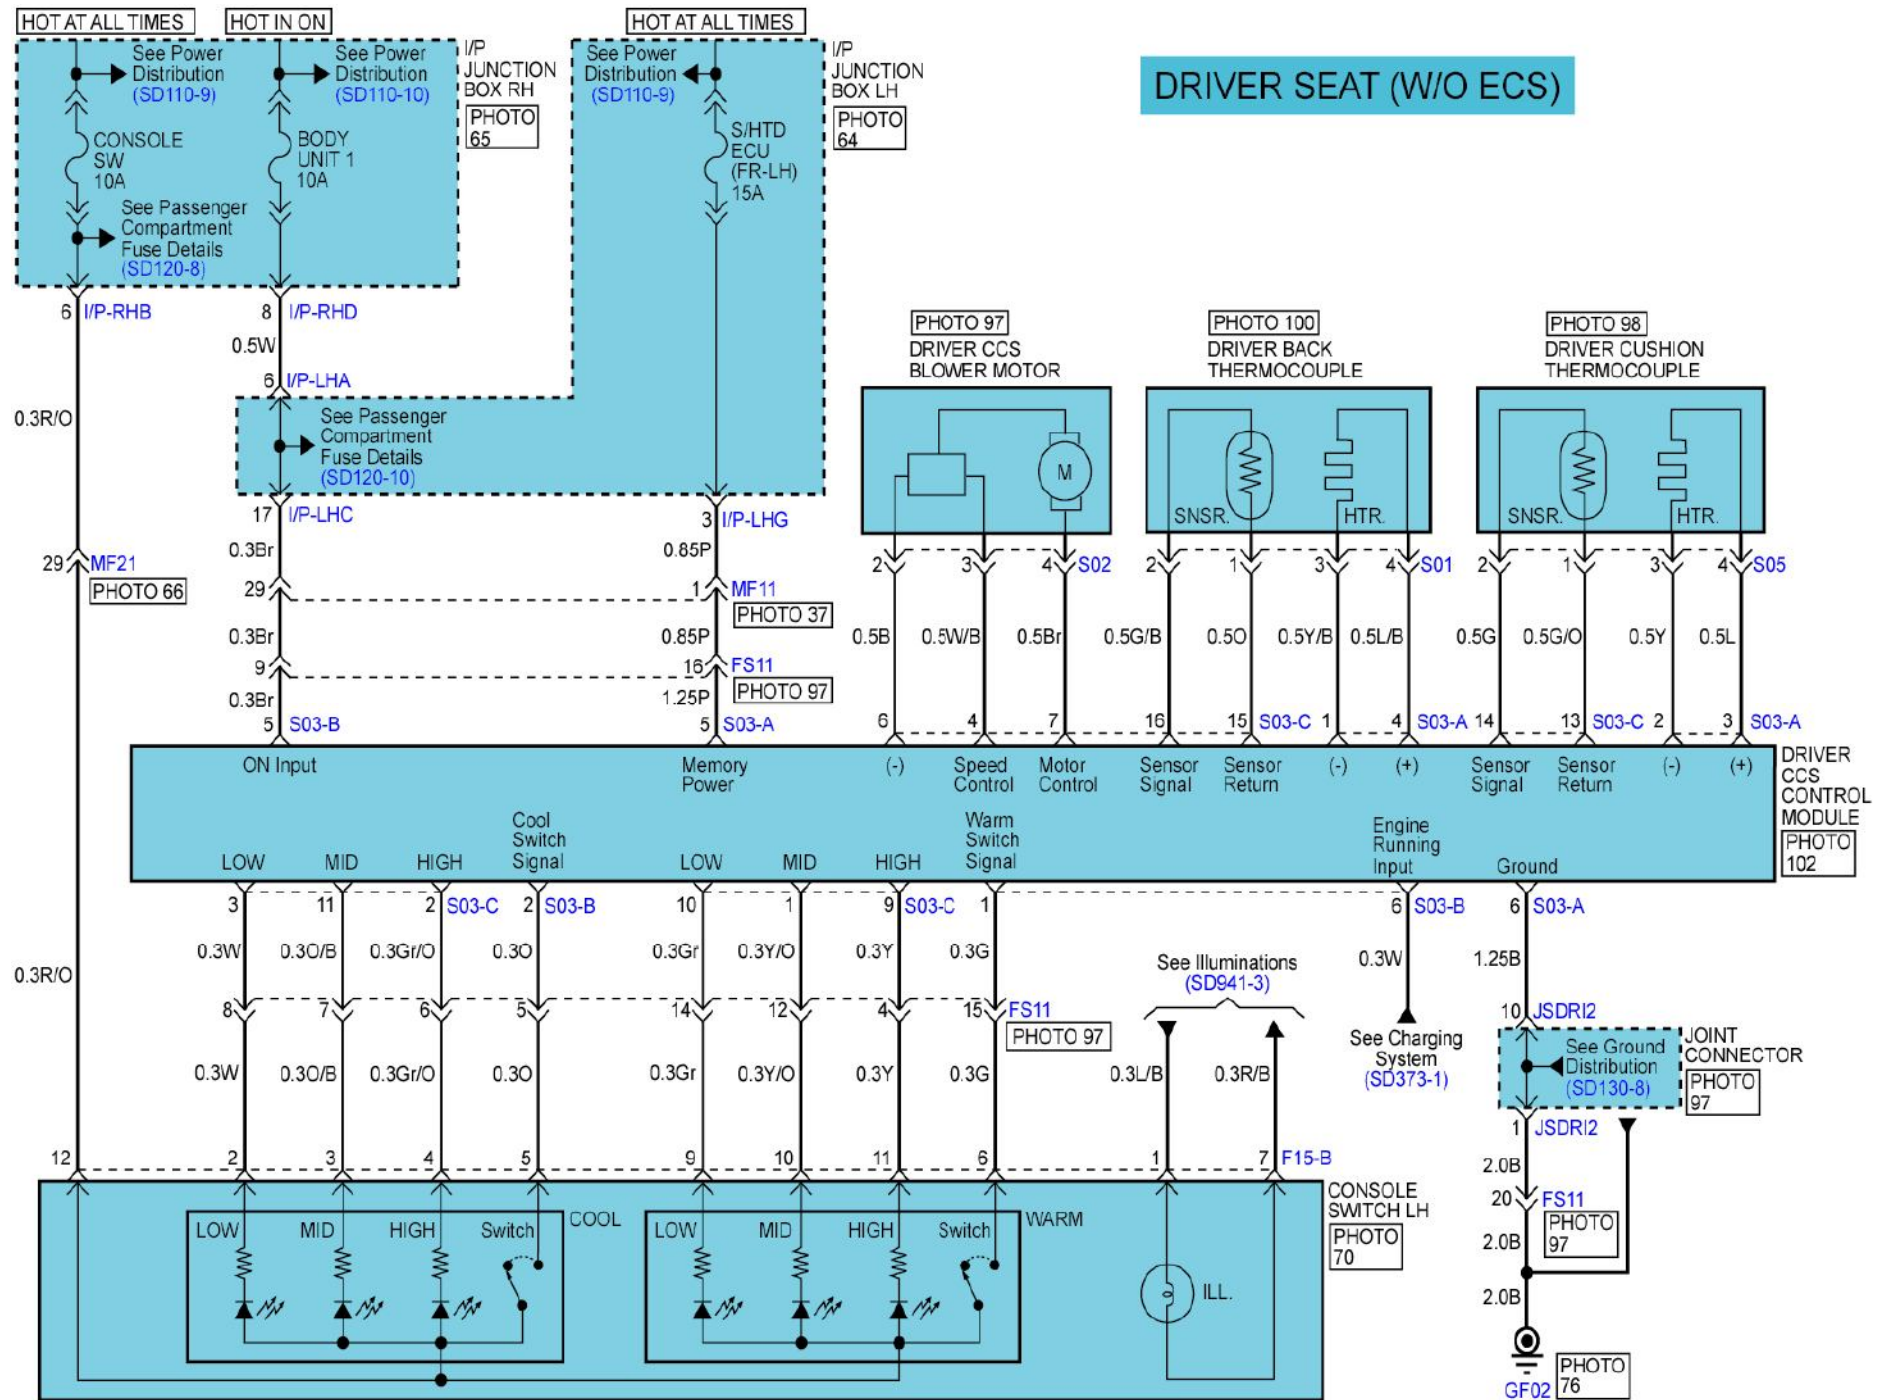 HOT AT ALL TIMES
HOT IN ON
HOT AT ALL TIMES
See Power
Distribution
(SD110-9)
See Power
Distribution
(SD110-10)
I/P
JUNCTION
BOX RH
PHOTO
65
See Power
Distribution
(SD110-9)
I/P
JUNCTION
BOX LH
PHOTO
64
DRIVER SEAT (W/O ECS)
CONSOLE
SW
10A
BODY
UNIT 1
10A
S/HTD
ECU
(FR-LH)
15A
See Passenger
Compartment
Fuse Details
(SD120-8)
6 I/P-RHB
8 I/P-RHD
0.5W
6 I/P-LHA
0.3R/O
See Passenger
Compartment
Fuse Details
(SD120-10)
17 I/P-LHC
3 I/P-LHG
0.3Br
0.85P
29 MF21
PHOTO 66
29
1 MF11
PHOTO 37
0.3Br
0.85P
9
16 FS11
PHOTO 97
0.3Br
1.25P
5 S03-B
5 S03-A
PHOTO 97
DRIVER CCS
BLOWER MOTOR
M
2 3 4 S02
0.5B 0.5W/B 0.5Br
6 4 7
PHOTO 100
DRIVER BACK
THERMOCOUPLE
SNSR. HTR.
2 1 3 4 S01
0.5G/B 0.5O 0.5Y/B 0.5L/B
16 15 S03-C 1 4 S03-A
PHOTO 98
DRIVER CUSHION
THERMOCOUPLE
SNSR. HTR.
2 1 3 4 S05
0.5G 0.5G/O 0.5Y 0.5L
14 13 S03-C 2 3 S03-A
ON Input
Memory
Power
(-)
Speed
Control
Motor
Control
Sensor
Signal
Sensor
Return
(-)
(+)
Sensor
Signal
Sensor
Return
(-)
(+)
DRIVER
CCS
CONTROL
MODULE
PHOTO
102
LOW
MID
HIGH
Cool
Switch
Signal
LOW
MID
HIGH
Warm
Switch
Signal
Engine
Running
Input
Ground
3 11 2 S03-C 2 S03-B 10 1 9 S03-C 1 6 S03-B 6 S03-A
0.3R/O
0.3W 0.3O/B 0.3Gr/O 0.3O 0.3Gr 0.3Y/O 0.3Y 0.3G
See Illuminations
(SD941-3)
0.3W
1.25B
8 7 6 5 14 12 4 15 FS11
PHOTO 97
See Charging
System
(SD373-1)
10 JSDRI2
See Ground
Distribution
(SD130-8)
JOINT
CONNECTOR
PHOTO
97
0.3W 0.3O/B 0.3Gr/O 0.3O 0.3Gr 0.3Y/O 0.3Y 0.3G 0.3L/B 0.3R/B
1 JSDRI2
2.0B
12 2 3 4 5 9 10 11 6 1 7 F15-B
20 FS11
PHOTO
97
2.0B
2.0B
CONSOLE
SWITCH LH
PHOTO
70
LOW MID HIGH Switch COOL
LOW MID HIGH Switch WARM
ILL.
GF02
PHOTO
76